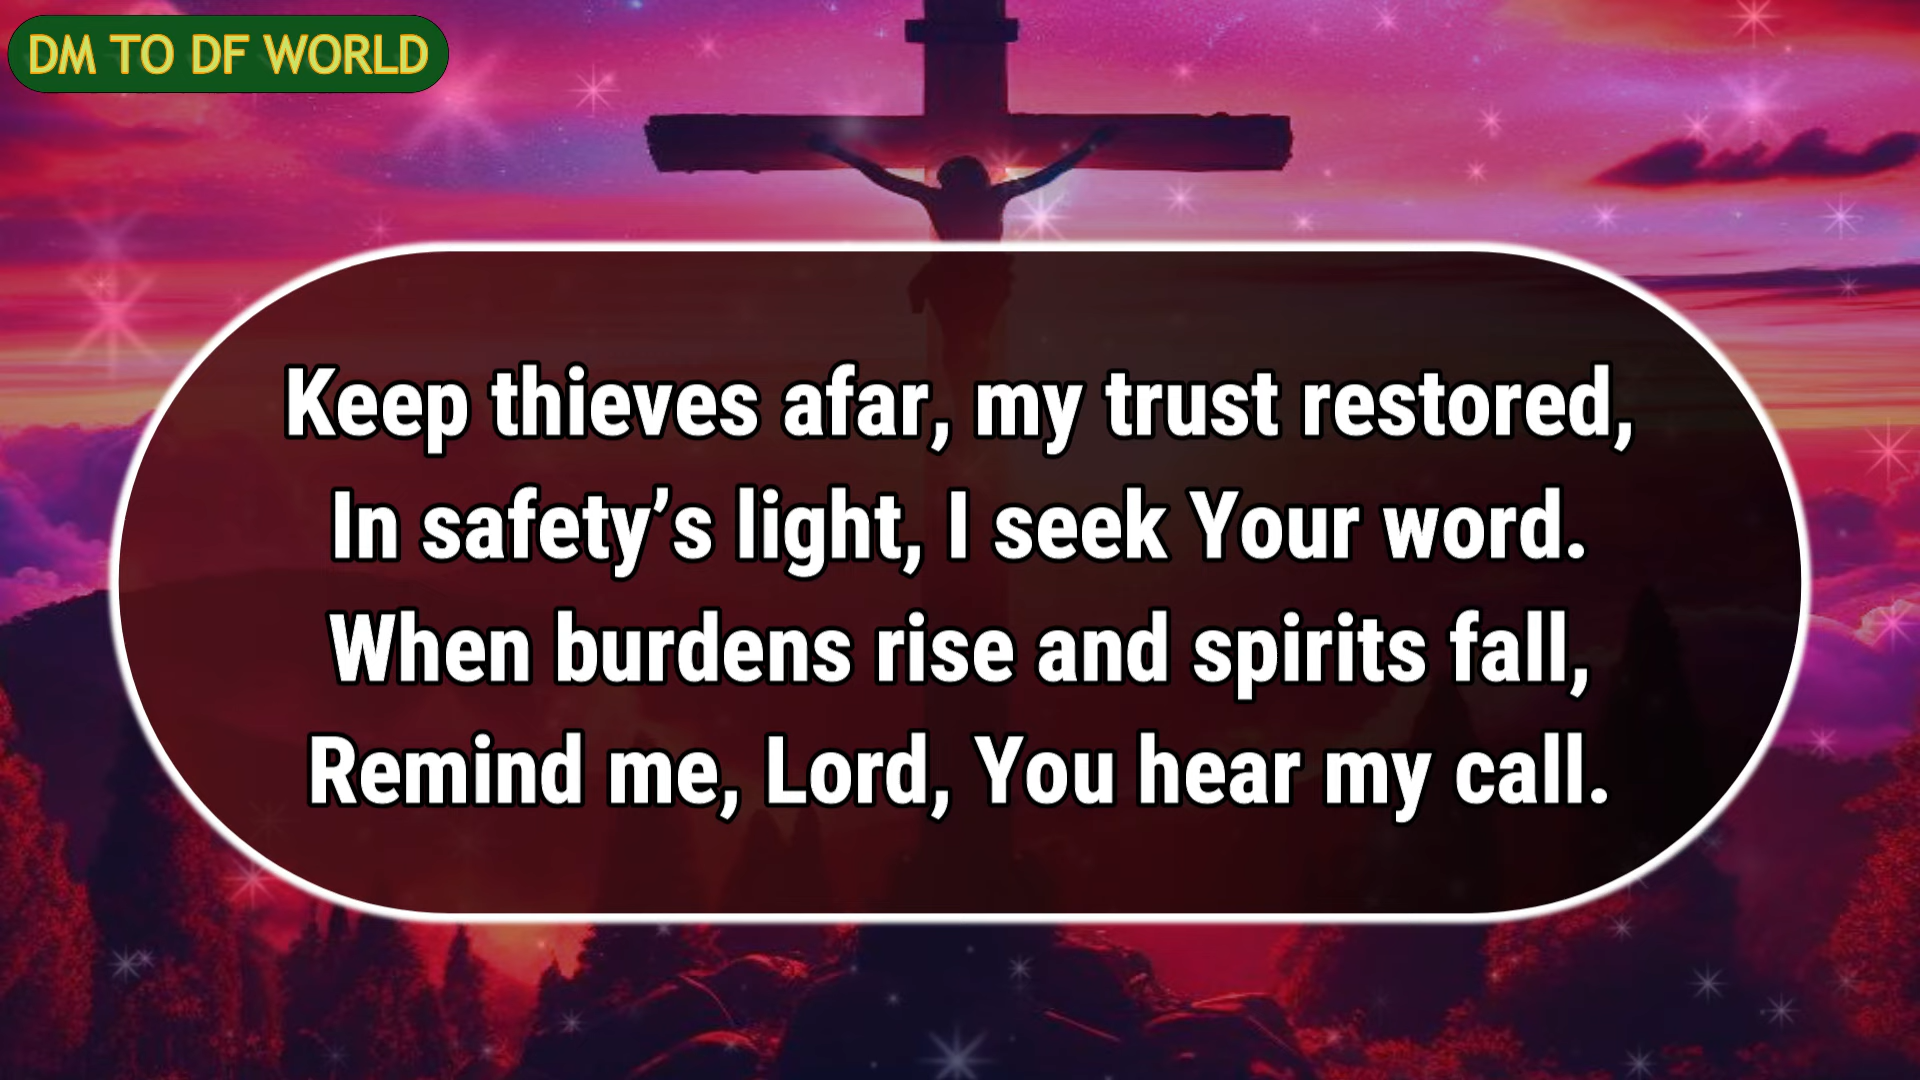 DM TO DF WORLD
Keep thieves afar, my trust restored,
In safety’s light, I seek Your word.
When burdens rise and spirits fall,
Remind me, Lord, You hear my call.